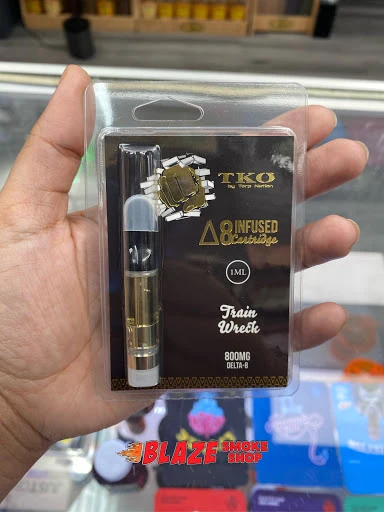 TKO
by Terp Nation
Δ8 INFUSED
Cartridge
1ML
Train
Wreck
800MG
DELTA-8
BLAZE SMOKE
SHOP